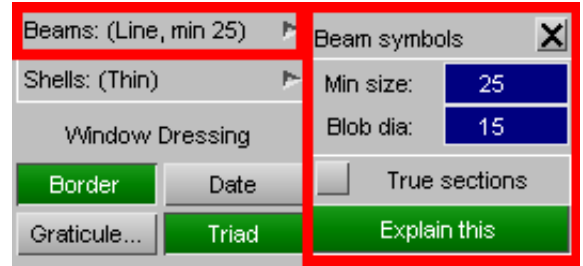 Beams: (Line, min 25)
Shells: (Thin)
Window Dressing
Border
Date
Graticule...
Triad
Beam symbols
Min size: 25
Blob dia: 15
True sections
Explain this